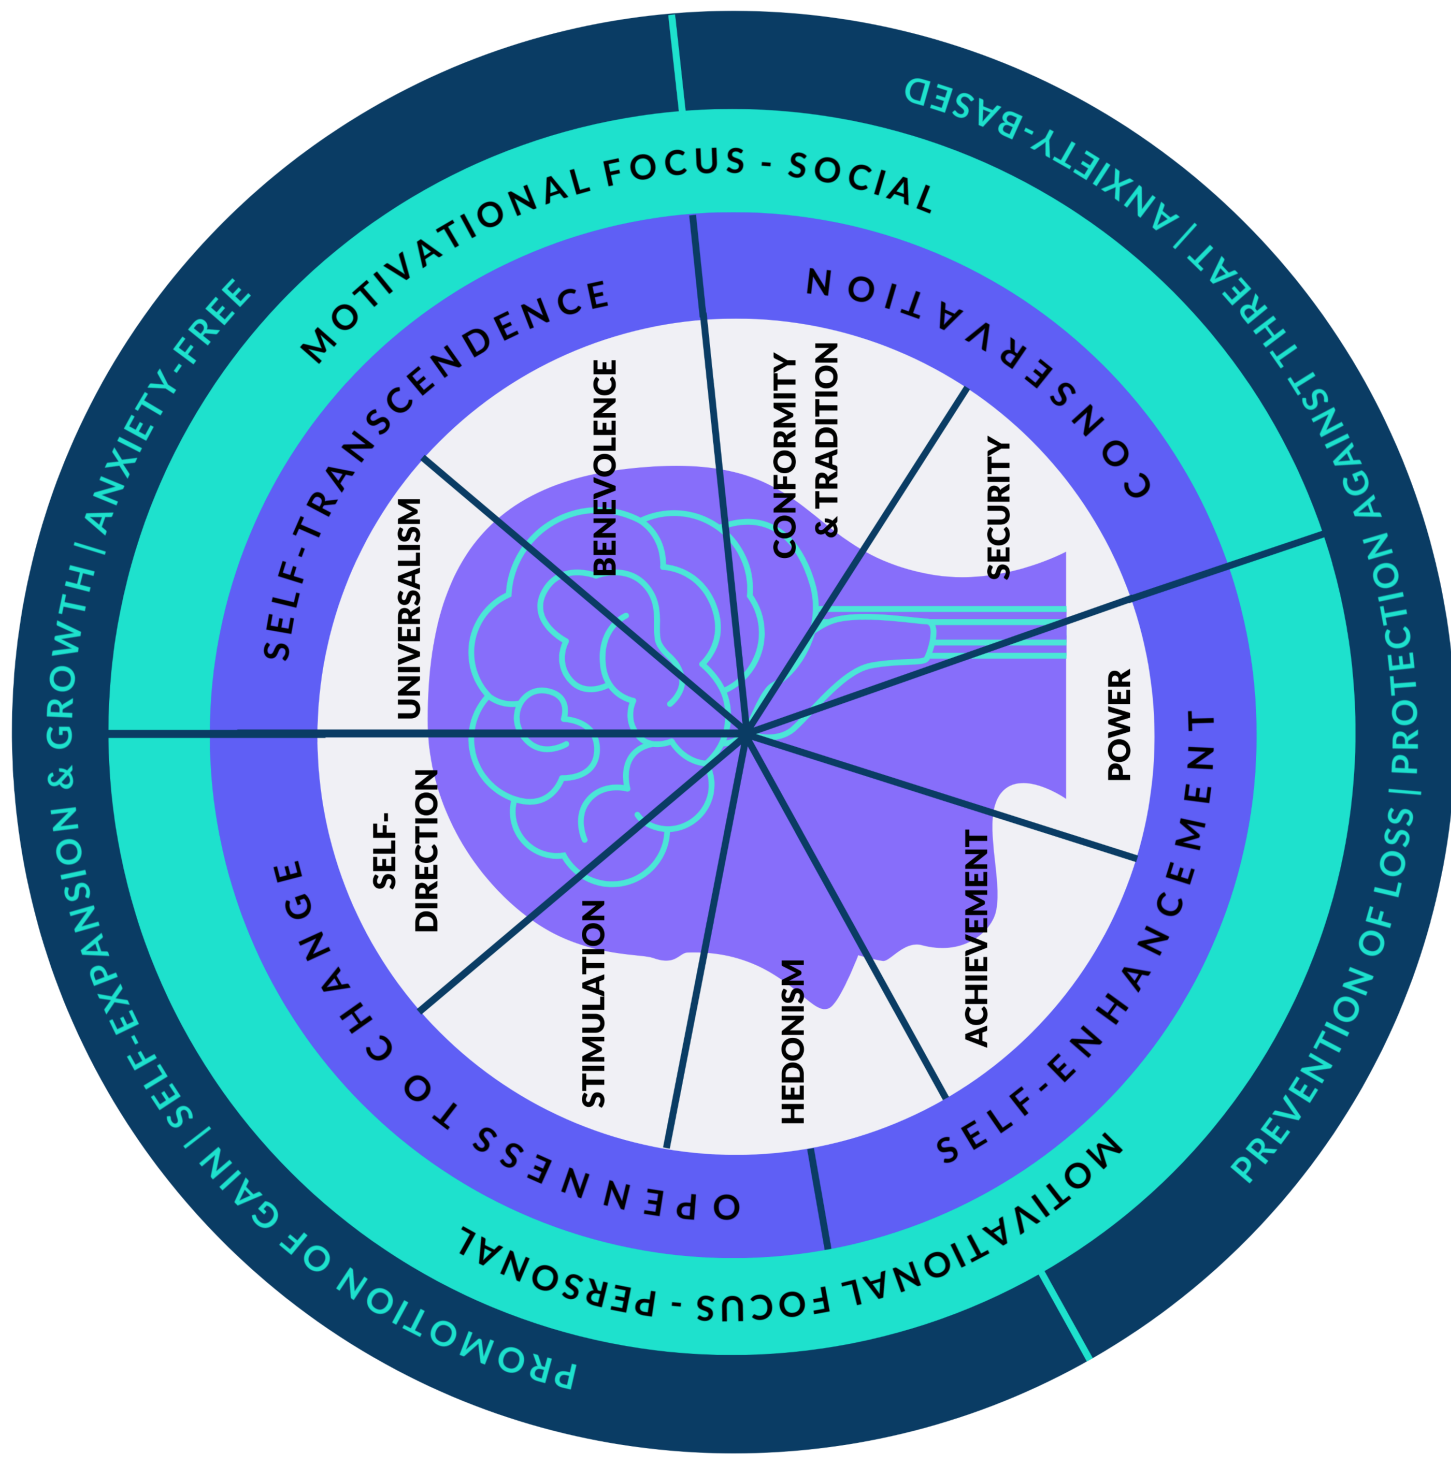 PROMOTION OF GAIN | SELF-EXPANSION & GROWTH | ANXIETY-FREE
PREVENTION OF LOSS | PROTECTION AGAINST THREAT | ANXIETY-BASED
MOTIVATIONAL FOCUS - SOCIAL
MOTIVATIONAL FOCUS - PERSONAL
SELF-TRANSCENDENCE
CONSERVATION
SELF-ENHANCEMENT
OPENNESS TO CHANGE
UNIVERSALISM
BENEVOLENCE
CONFORMITY
& TRADITION
SECURITY
POWER
ACHIEVEMENT
HEDONISM
STIMULATION
SELF-
DIRECTION